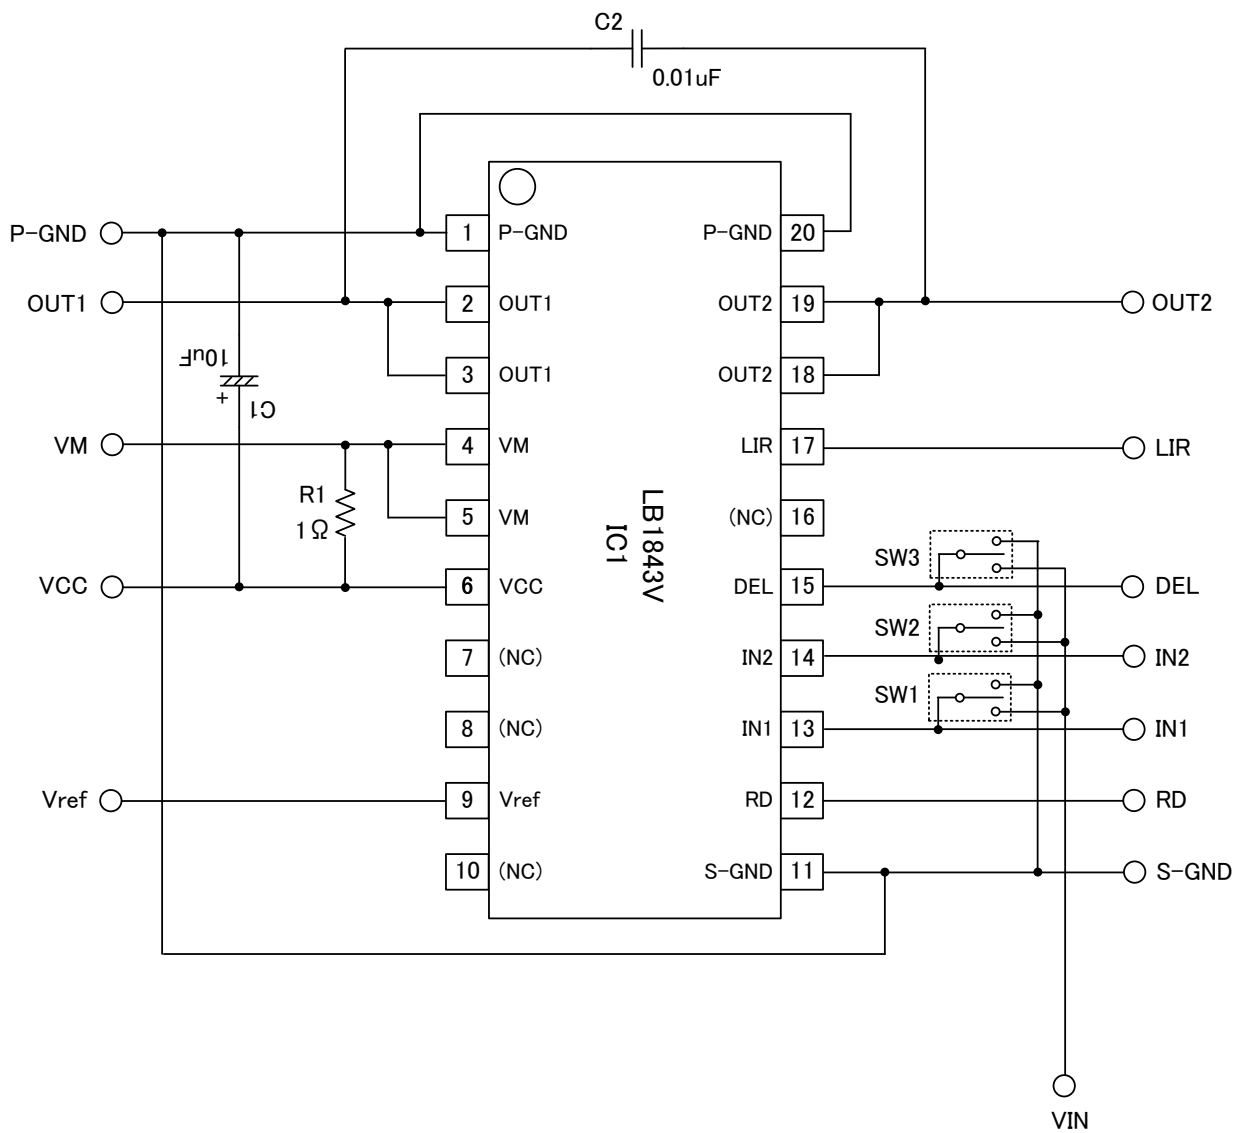 C2
0.01uF
P-GND
1
P-GND
P-GND
20
OUT1
2
OUT1
OUT2
19
OUT2
3
OUT1
OUT2
18
10uF
+
C1
VM
4
VM
LIR
17
LIR
R1
1Ω
5
VM
(NC)
16
LB1843V
IC1
SW3
VCC
6
VCC
DEL
15
DEL
SW2
7
(NC)
IN2
14
IN2
SW1
8
(NC)
IN1
13
IN1
Vref
9
Vref
RD
12
RD
10
(NC)
S-GND
11
S-GND
VIN